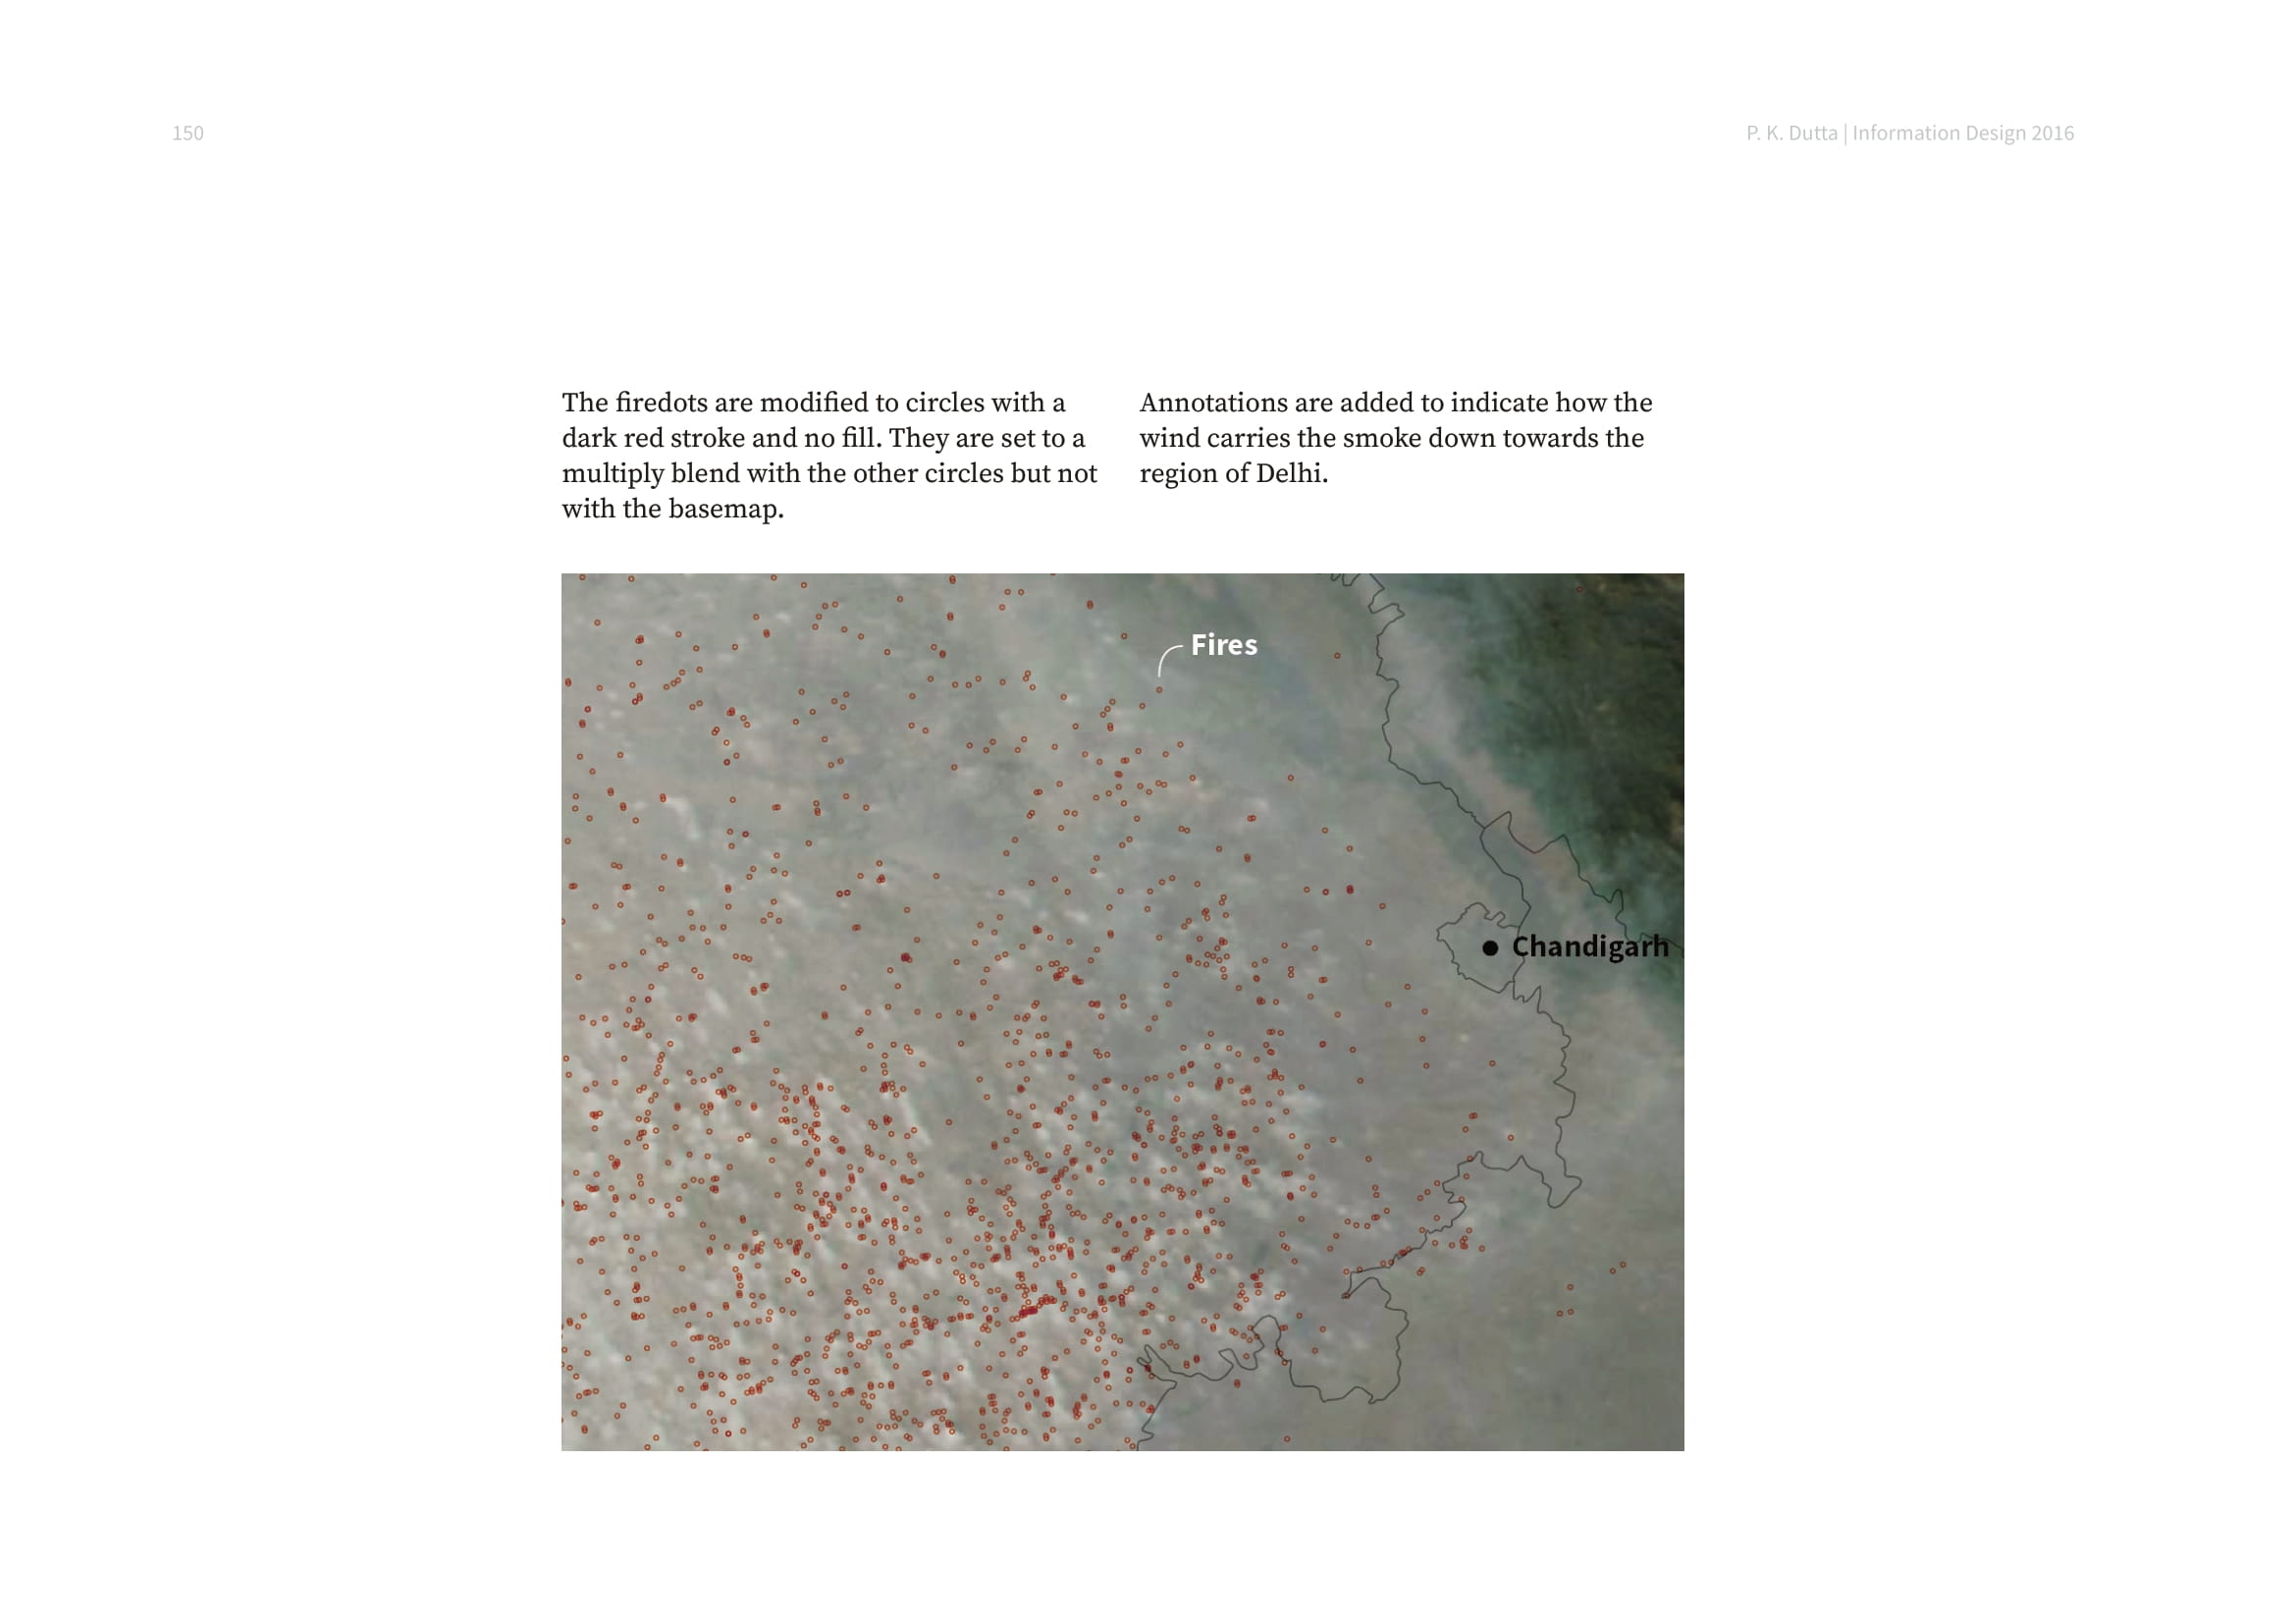 150
P. K. Dutta | Information Design 2016
The firedots are modified to circles with a
dark red stroke and no fill. They are set to a
multiply blend with the other circles but not
with the basemap.
Annotations are added to indicate how the
wind carries the smoke down towards the
region of Delhi.
Fires
Chandigarh